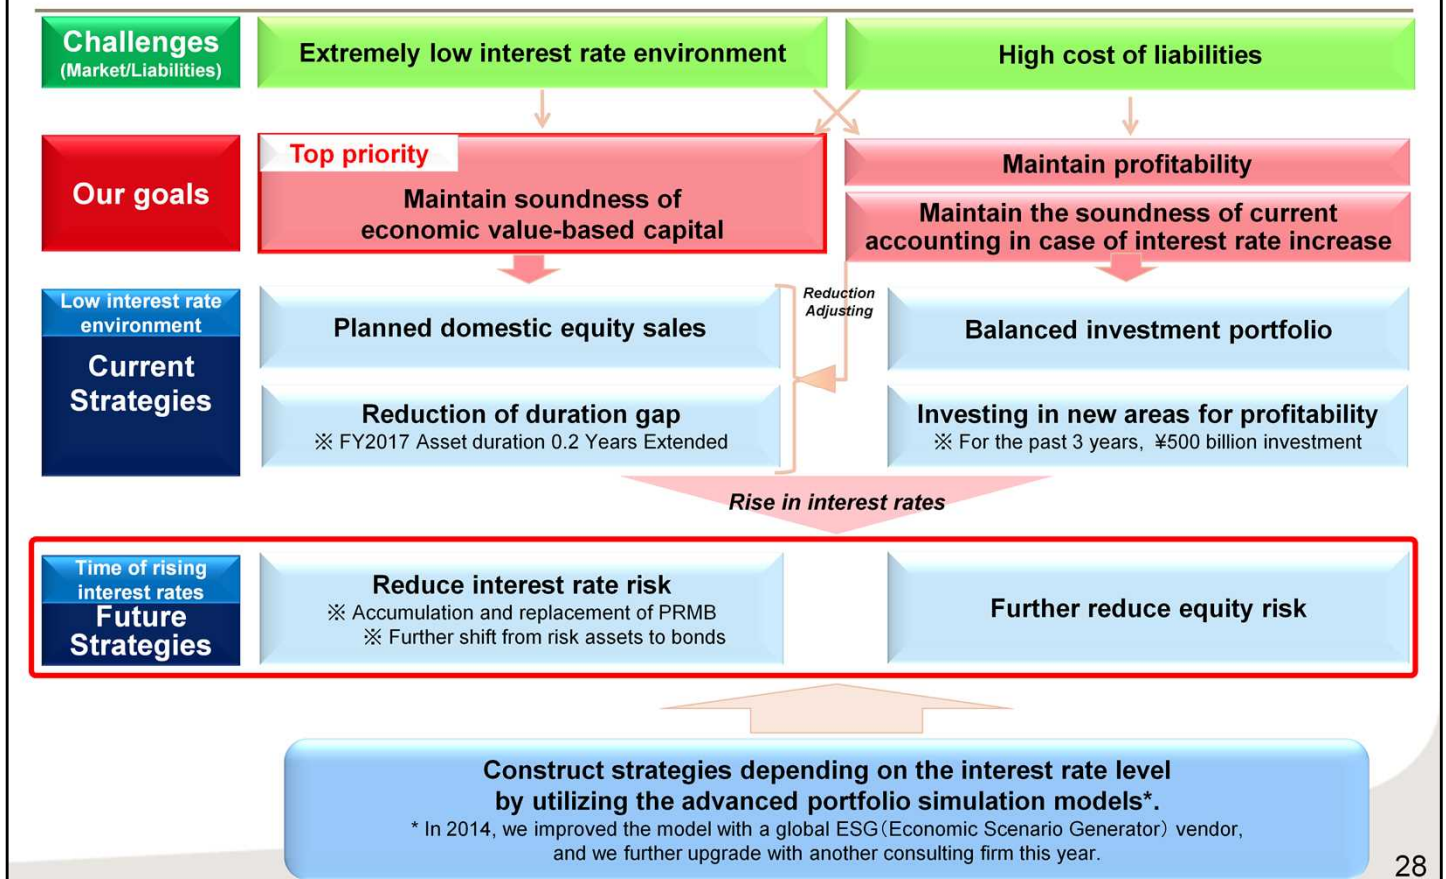 Challenges
(Market/Liabilities)
Extremely low interest rate environment
High cost of liabilities
Our goals
Top priority
Maintain soundness of
economic value-based capital
Maintain profitability
Maintain the soundness of current
accounting in case of interest rate increase
Low interest rate
environment
Current
Strategies
Planned domestic equity sales
Reduction
Adjusting
Balanced investment portfolio
Reduction of duration gap
※ FY2017 Asset duration 0.2 Years Extended
Investing in new areas for profitability
※ For the past 3 years, ¥500 billion investment
Rise in interest rates
Time of rising
interest rates
Future
Strategies
Reduce interest rate risk
※ Accumulation and replacement of PRMB
※ Further shift from risk assets to bonds
Further reduce equity risk
Construct strategies depending on the interest rate level
by utilizing the advanced portfolio simulation models*.
* In 2014, we improved the model with a global ESG(Economic Scenario Generator) vendor,
and we further upgrade with another consulting firm this year.
28